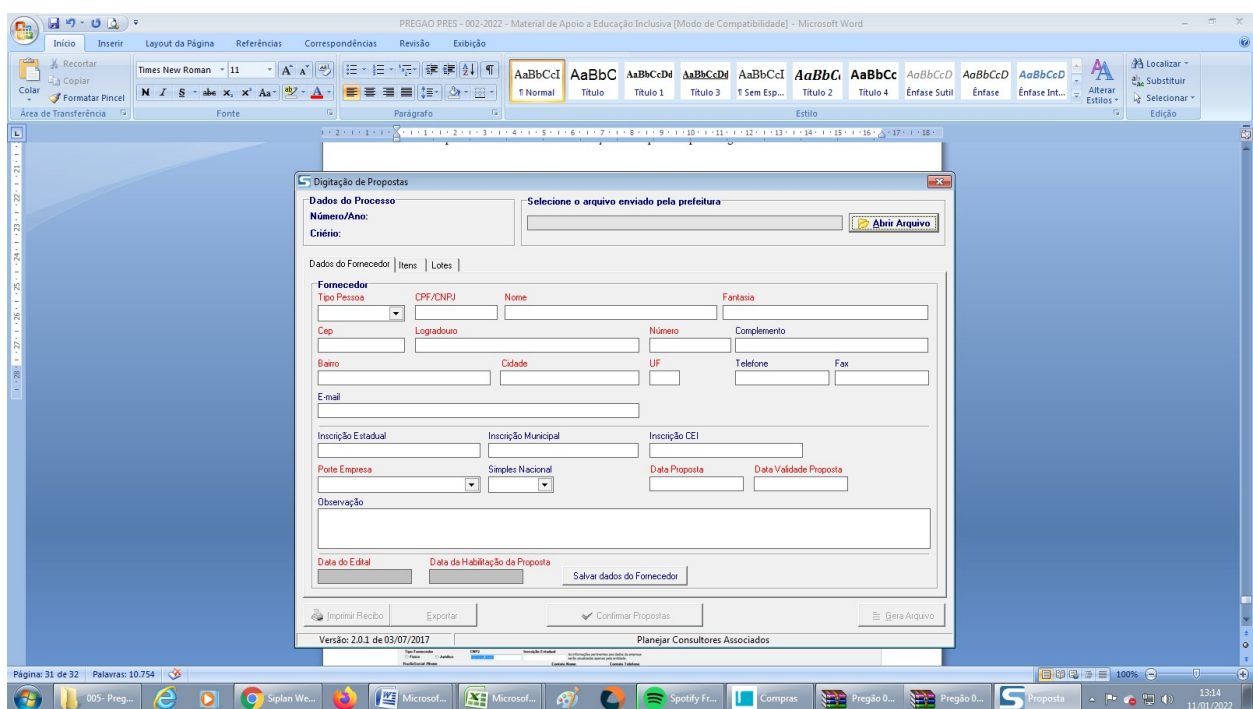 PREGAO PRES - 002-2022 - Material de Apoio a Educação Inclusiva [Modo de Compatibilidade] - Microsoft Word
Início Inserir Layout da Página Referências Correspondências Revisão Exibição
Colar
Recortar
Copiar
Formatar Pincel
Times New Roman 11
AaBbCcI AaBbC AaBbCcDd AaBbCcDd AaBbCcI AaBbCc AaBbCc AaBbCcD AaBbCcD AaBbCcD
¶ Normal Título Título 1 Título 3 ¶ Sem Esp... Título 2 Título 4 Ênfase Sutil Ênfase Ênfase Int...
Alterar Estilos
Localizar
Substituir
Selecionar
Área de Transferência Fonte Parágrafo Estilo Edição
Digitação de Propostas
Dados do Processo
Número/Ano:
Criério:
Selecione o arquivo enviado pela prefeitura
Abrir Arquivo
Dados do Fornecedor Itens Lotes
Fornecedor
Tipo Pessoa CPF/CNPJ Nome Fantasia
Cep Logradouro Número Complemento
Bairro Cidade UF Telefone Fax
E-mail
Inscrição Estadual Inscrição Municipal Inscrição CEI
Porte Empresa Simples Nacional Data Proposta Data Validade Proposta
Observação
Data do Edital Data da Habilitação da Proposta
Salvar dados do Fornecedor
Imprimir Recibo Exportar Confirmar Propostas Gera Arquivo
Versão: 2.0.1 de 03/07/2017 Planejar Consultores Associados
Página: 31 de 32 Palavras: 10.754 100%
005- Preg... Siplan We... Microsof... Microsof... Spotify Fr... Compras Pregão 0... Pregão 0... Proposta
13:14
11/01/2022